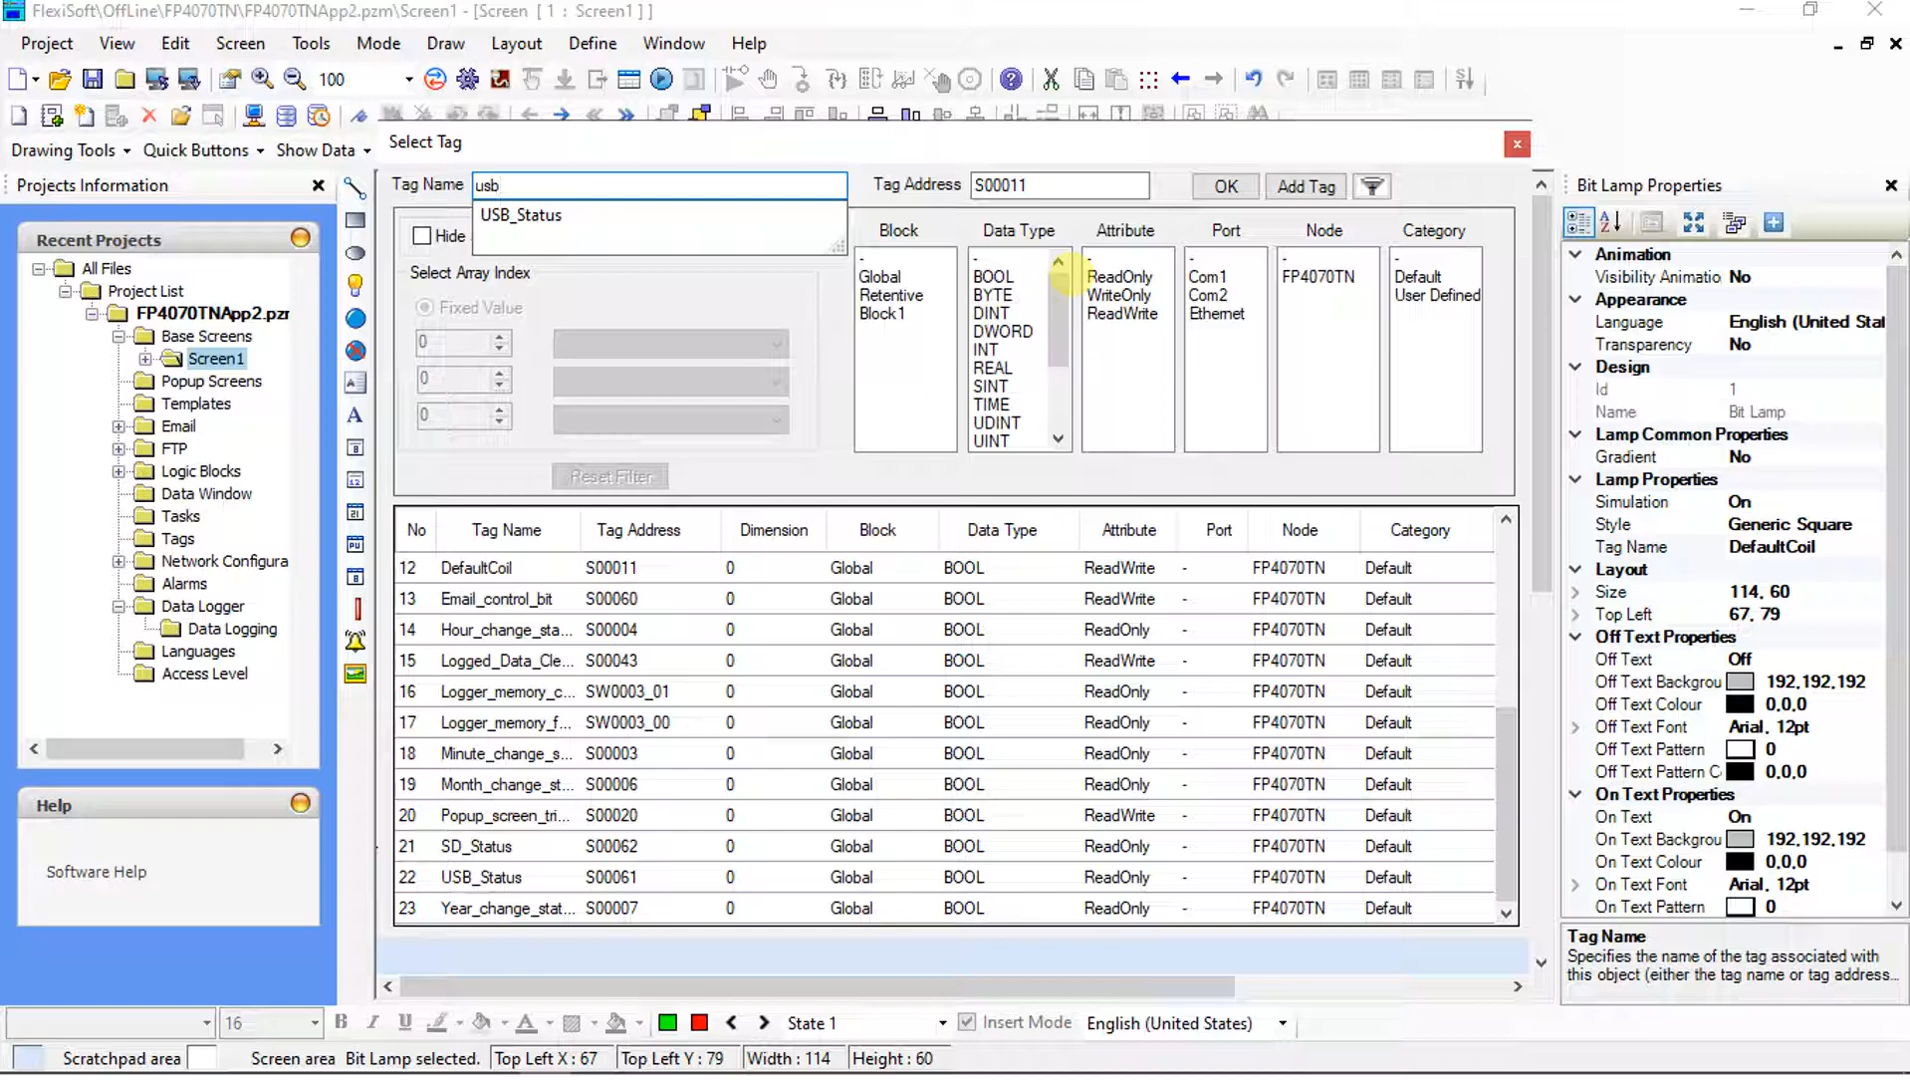 FlexiSoft\OffLine\FP4070TN\FP4070TNApp2.pzm\Screen1 - [Screen [ 1 : Screen1 ] ]
Project View Edit Screen Tools Mode Draw Layout Define Window Help
100
Drawing Tools Quick Buttons Show Data
Select Tag
Projects Information
Recent Projects
All Files
Project List
FP4070TNApp2.pzr
Base Screens
Screen1
Popup Screens
Templates
Email
FTP
Logic Blocks
Data Window
Tasks
Tags
Network Configura
Alarms
Data Logger
Data Logging
Languages
Access Level
Help
Software Help
Tag Name usb Tag Address S00011 OK Add Tag
USB_Status
Hide
Select Array Index
Fixed Value
0
0
0
Reset Filter
Block Data Type Attribute Port Node Category
- - - - - -
Global BOOL ReadOnly Com1 FP4070TN Default
Retentive BYTE WriteOnly Com2 User Defined
Block1 DINT ReadWrite Ethernet
DWORD
INT
REAL
SINT
TIME
UDINT
UINT
No Tag Name Tag Address Dimension Block Data Type Attribute Port Node Category
12 DefaultCoil S00011 0 Global BOOL ReadWrite - FP4070TN Default
13 Email_control_bit S00060 0 Global BOOL ReadWrite - FP4070TN Default
14 Hour_change_sta... S00004 0 Global BOOL ReadOnly - FP4070TN Default
15 Logged_Data_Cle... S00043 0 Global BOOL ReadWrite - FP4070TN Default
16 Logger_memory_c... SW0003_01 0 Global BOOL ReadOnly - FP4070TN Default
17 Logger_memory_f... SW0003_00 0 Global BOOL ReadOnly - FP4070TN Default
18 Minute_change_s... S00003 0 Global BOOL ReadOnly - FP4070TN Default
19 Month_change_st... S00006 0 Global BOOL ReadOnly - FP4070TN Default
20 Popup_screen_tri... S00020 0 Global BOOL ReadWrite - FP4070TN Default
21 SD_Status S00062 0 Global BOOL ReadOnly - FP4070TN Default
22 USB_Status S00061 0 Global BOOL ReadOnly - FP4070TN Default
23 Year_change_stat... S00007 0 Global BOOL ReadOnly - FP4070TN Default
Bit Lamp Properties
Animation
Visibility Animatio No
Appearance
Language English (United Stat
Transparency No
Design
Id 1
Name Bit Lamp
Lamp Common Properties
Gradient No
Lamp Properties
Simulation On
Style Generic Square
Tag Name DefaultCoil
Layout
Size 114, 60
Top Left 67, 79
Off Text Properties
Off Text Off
Off Text Backgrou 192,192,192
Off Text Colour 0,0,0
Off Text Font Arial, 12pt
Off Text Pattern 0
Off Text Pattern C 0,0,0
On Text Properties
On Text On
On Text Backgrou 192,192,192
On Text Colour 0,0,0
On Text Font Arial, 12pt
On Text Pattern 0
Tag Name
Specifies the name of the tag associated with
this object (either the tag name or tag address...
16 B I U A State 1 Insert Mode English (United States)
Scratchpad area Screen area Bit Lamp selected. Top Left X : 67 Top Left Y : 79 Width : 114 Height : 60